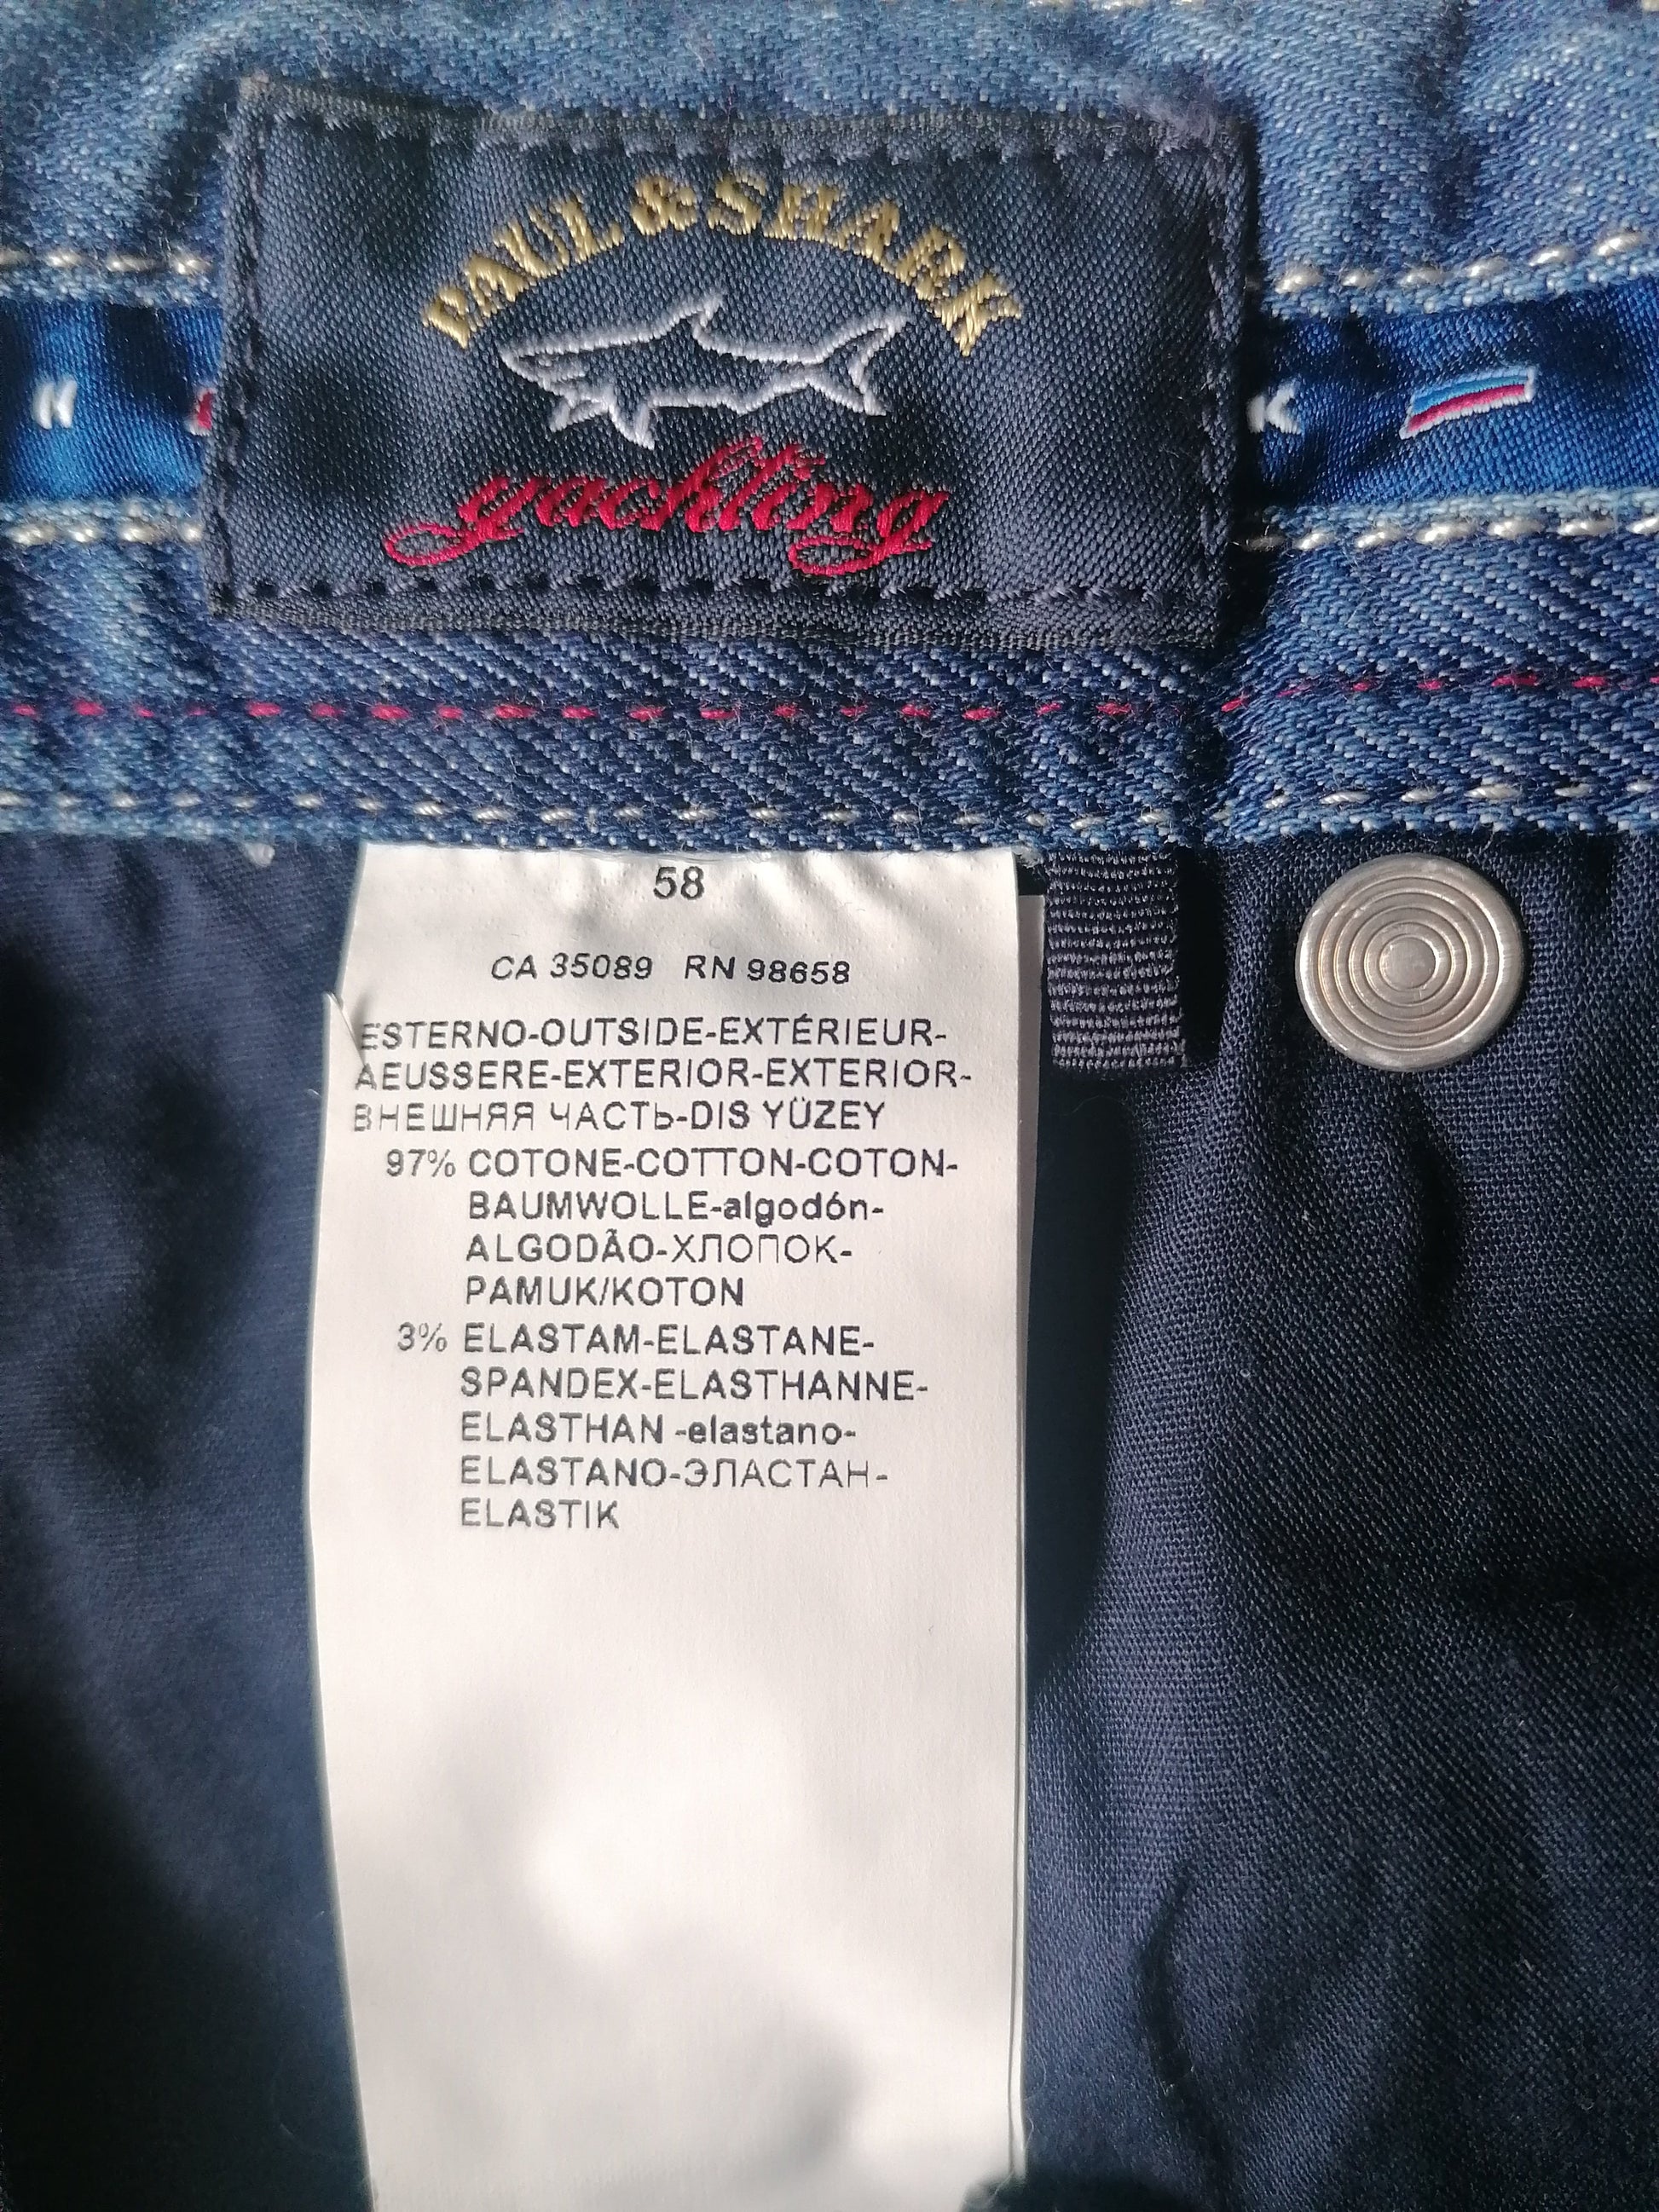 PAUL & SHARK
yachting
58
CA 35089 RN 98658
ESTERNO-OUTSIDE-EXTÉRIEUR-
AEUSSERE-EXTERIOR-EXTERIOR-
ВНЕШНЯЯ ЧАСТЬ-DIS YÜZEY
97% COTONE-COTTON-COTON-
BAUMWOLLE-algodón-
ALGODÃO-ХЛОПОК-
PAMUK/KOTON
3% ELASTAM-ELASTANE-
SPANDEX-ELASTHANNE-
ELASTHAN -elastano-
ELASTANO-ЭЛАСТАН-
ELASTIK